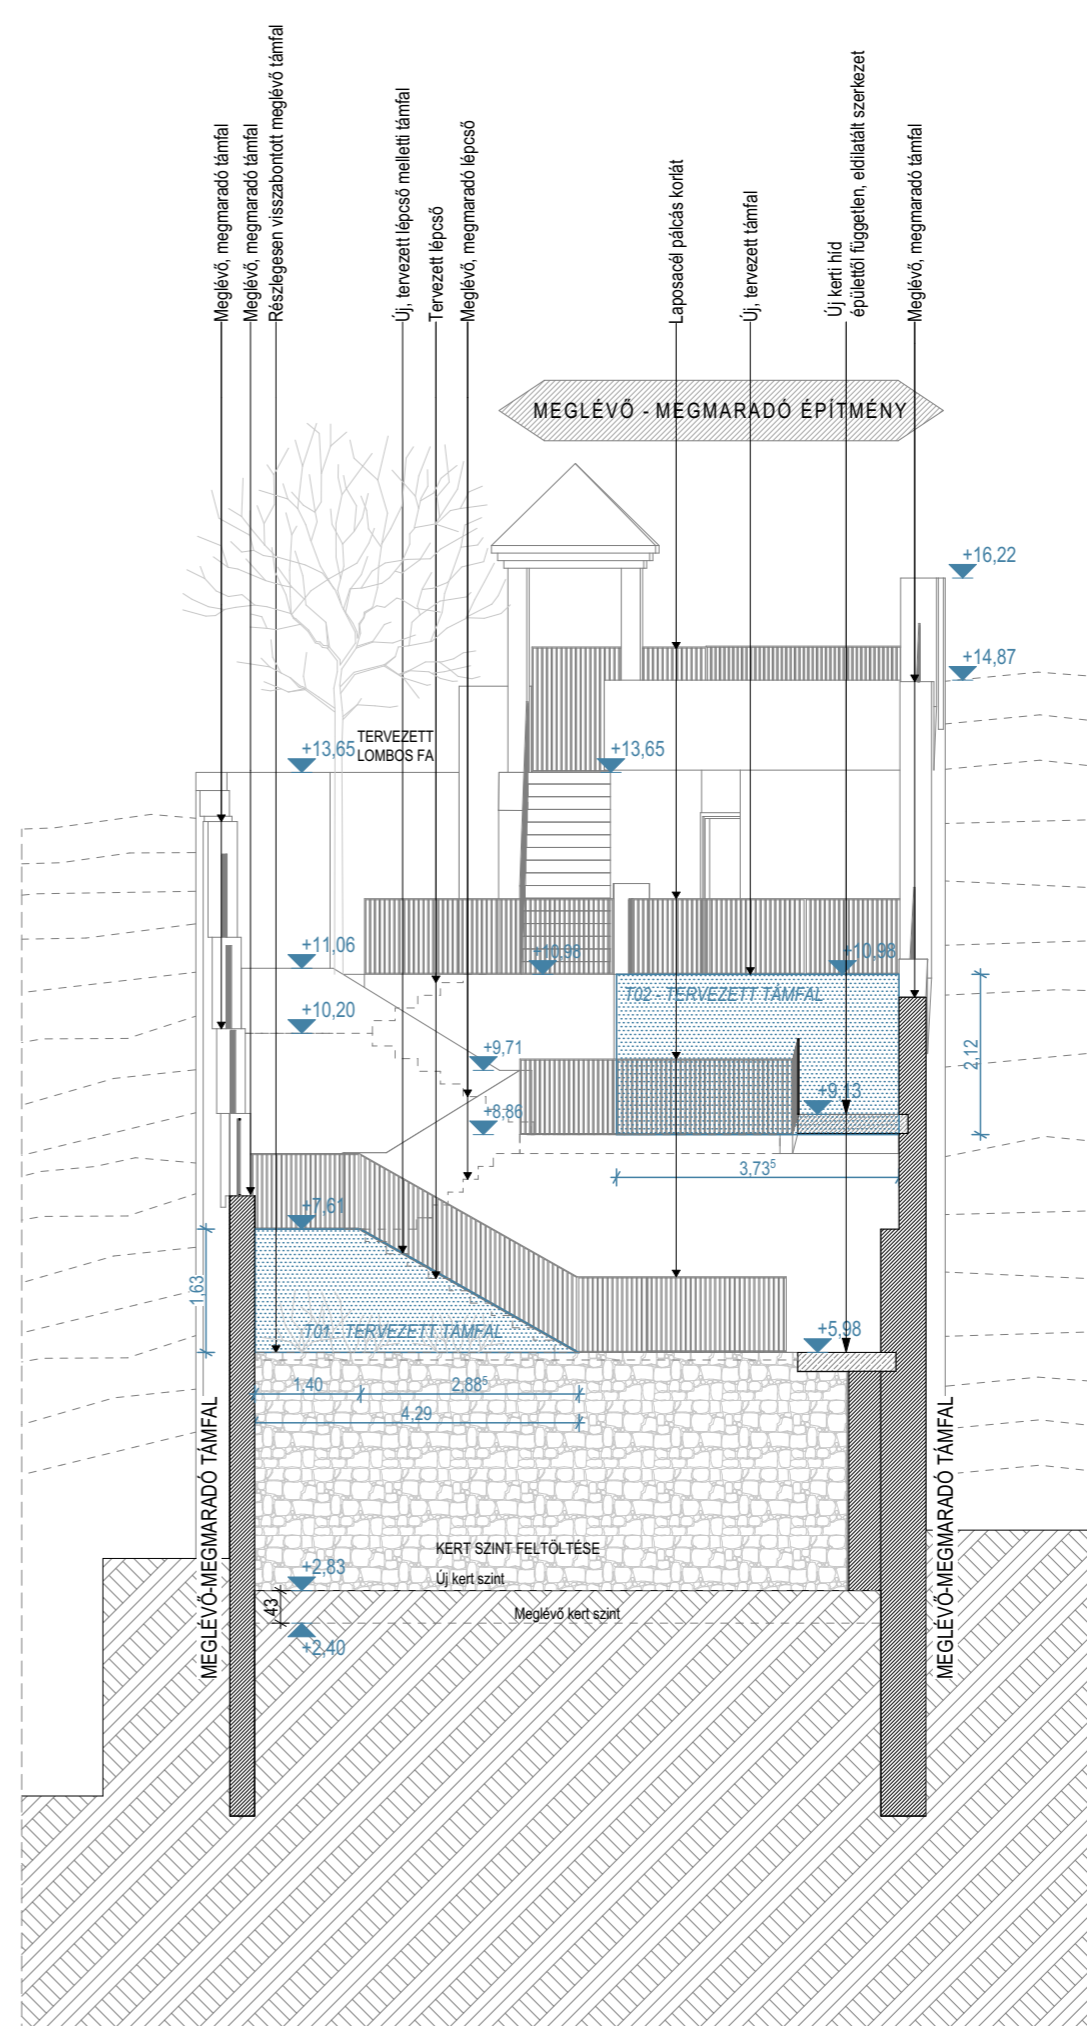 Meglévő, megmaradó támfal
Meglévő, megmaradó támfal
Részlegesen visszabontott meglévő támfal
Új, tervezett lépcső melletti támfal
Tervezett lépcső
Meglévő, megmaradó lépcső
Laposacél pálcás korlát
Új, tervezett támfal
Új kerti híd
épülettől független, eldilatált szerkezet
Meglévő, megmaradó támfal
MEGLÉVŐ - MEGMARADÓ ÉPÍTMÉNY
+16,22
+14,87
TERVEZETT
LOMBOS FA
+13,65
+13,65
+11,06
+10,98
+10,98
T02 - TERVEZETT TÁMFAL
+10,20
2,12
+9,71
+9,13
+8,86
3,73⁵
+7,61
1,63
T01 - TERVEZETT TÁMFAL
+5,98
1,40
2,88⁵
4,29
MEGLÉVŐ-MEGMARADÓ TÁMFAL
MEGLÉVŐ-MEGMARADÓ TÁMFAL
KERT SZINT FELTÖLTÉSE
+2,83
Új kert szint
43
Meglévő kert szint
+2,40